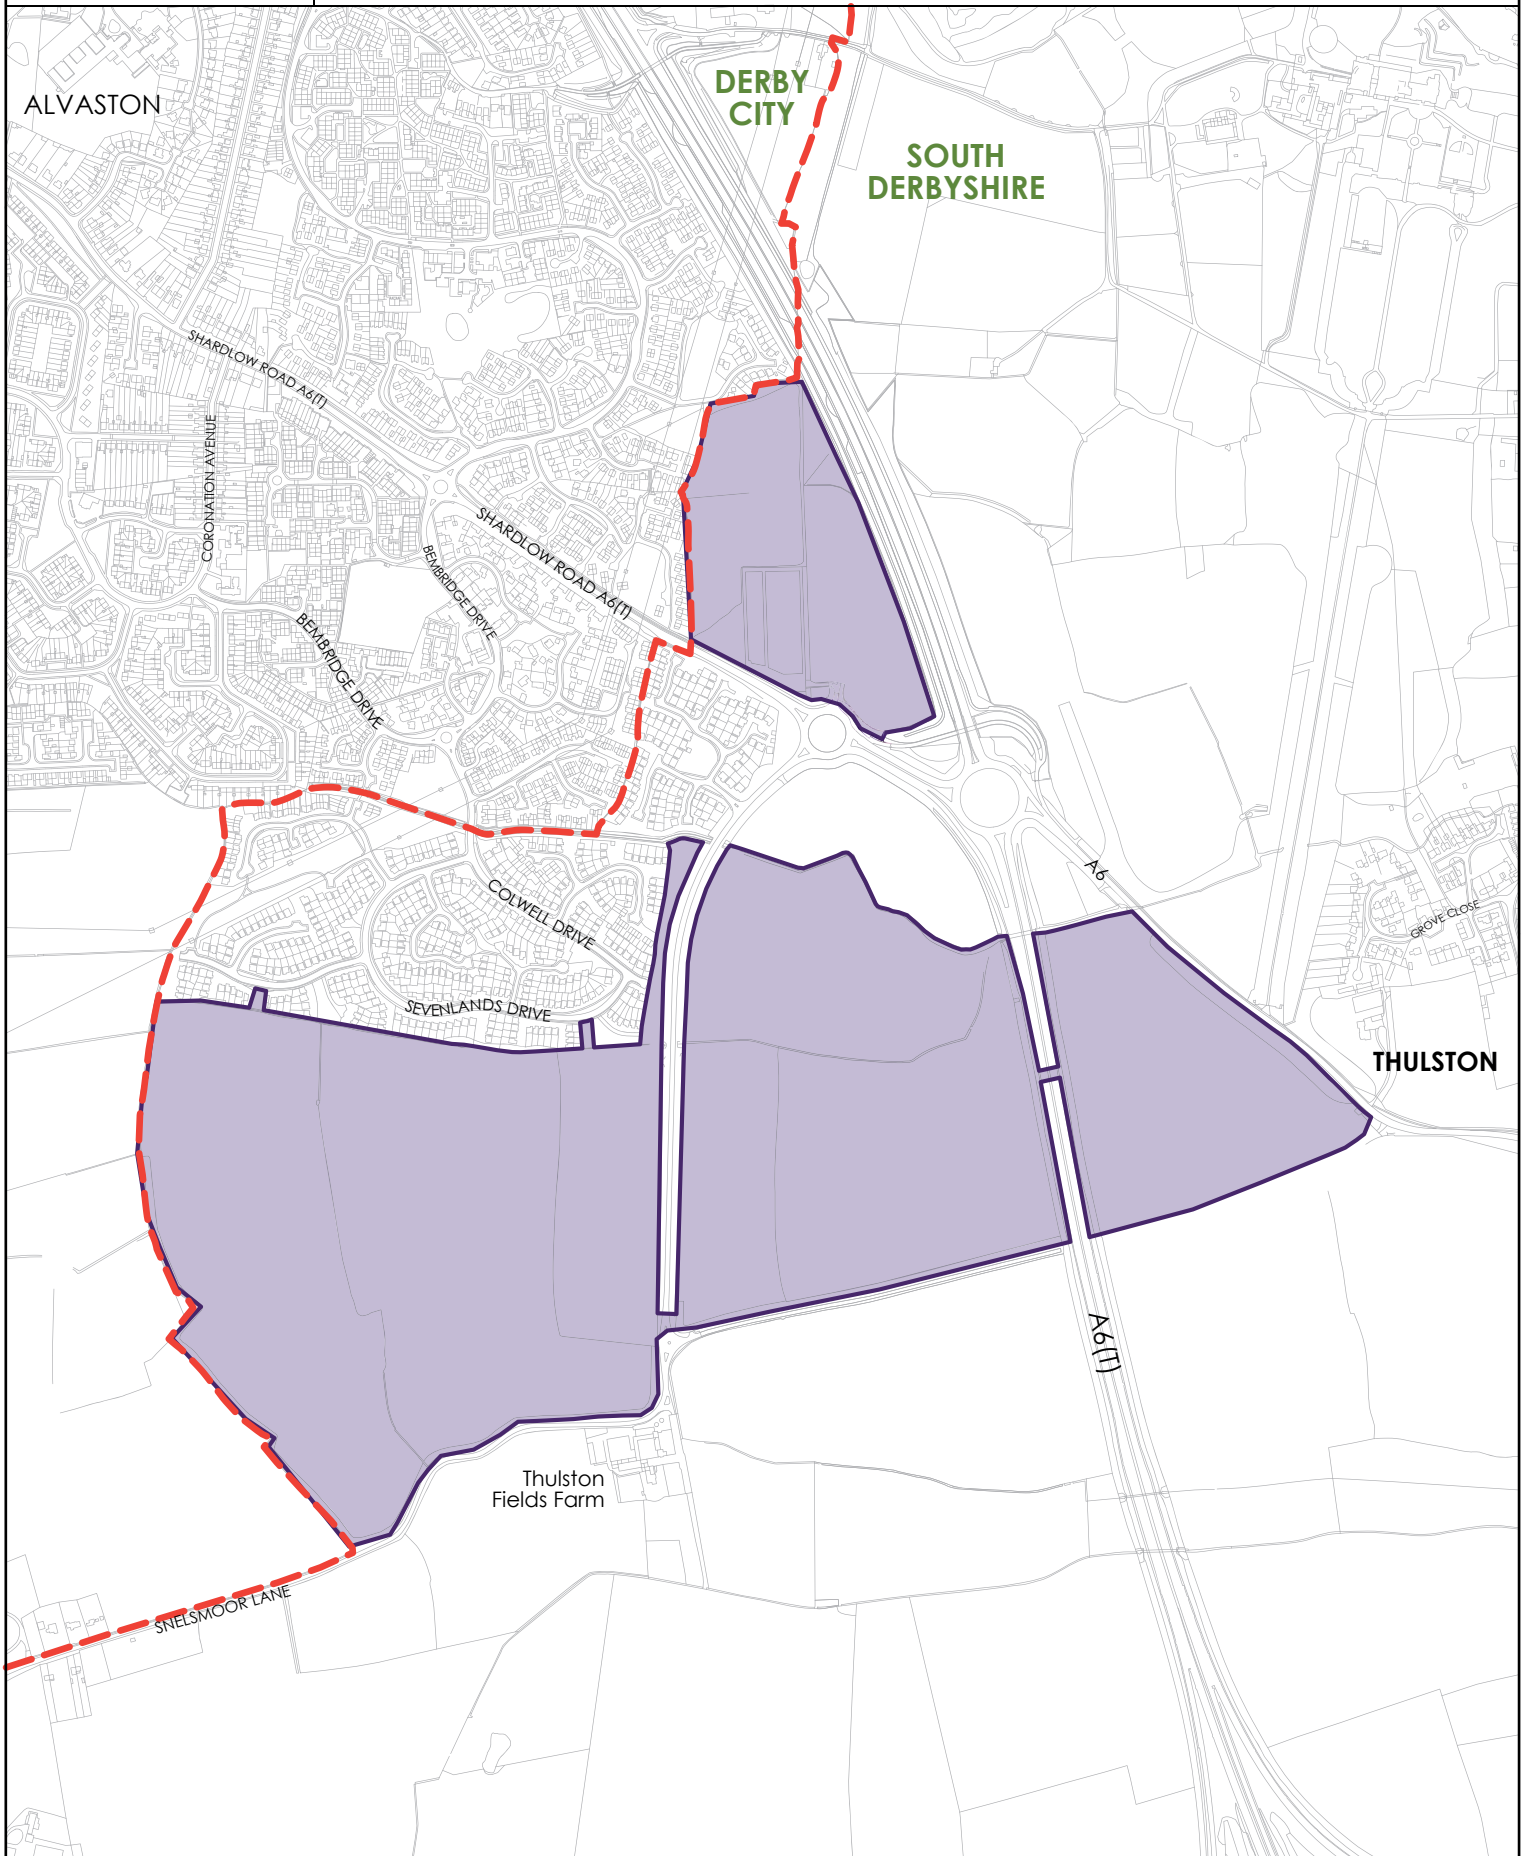 DERBY
CITY
ALVASTON
SOUTH
DERBYSHIRE
SHARDLOW ROAD A6(T)
CORONATION AVENUE
SHARDLOW ROAD A6(T)
BEMBRIDGE DRIVE
BEMBRIDGE DRIVE
A6
COLWELL DRIVE
GROVE CLOSE
SEVENLANDS DRIVE
THULSTON
A6(T)
Thulston
Fields Farm
SNELSMOOR LANE